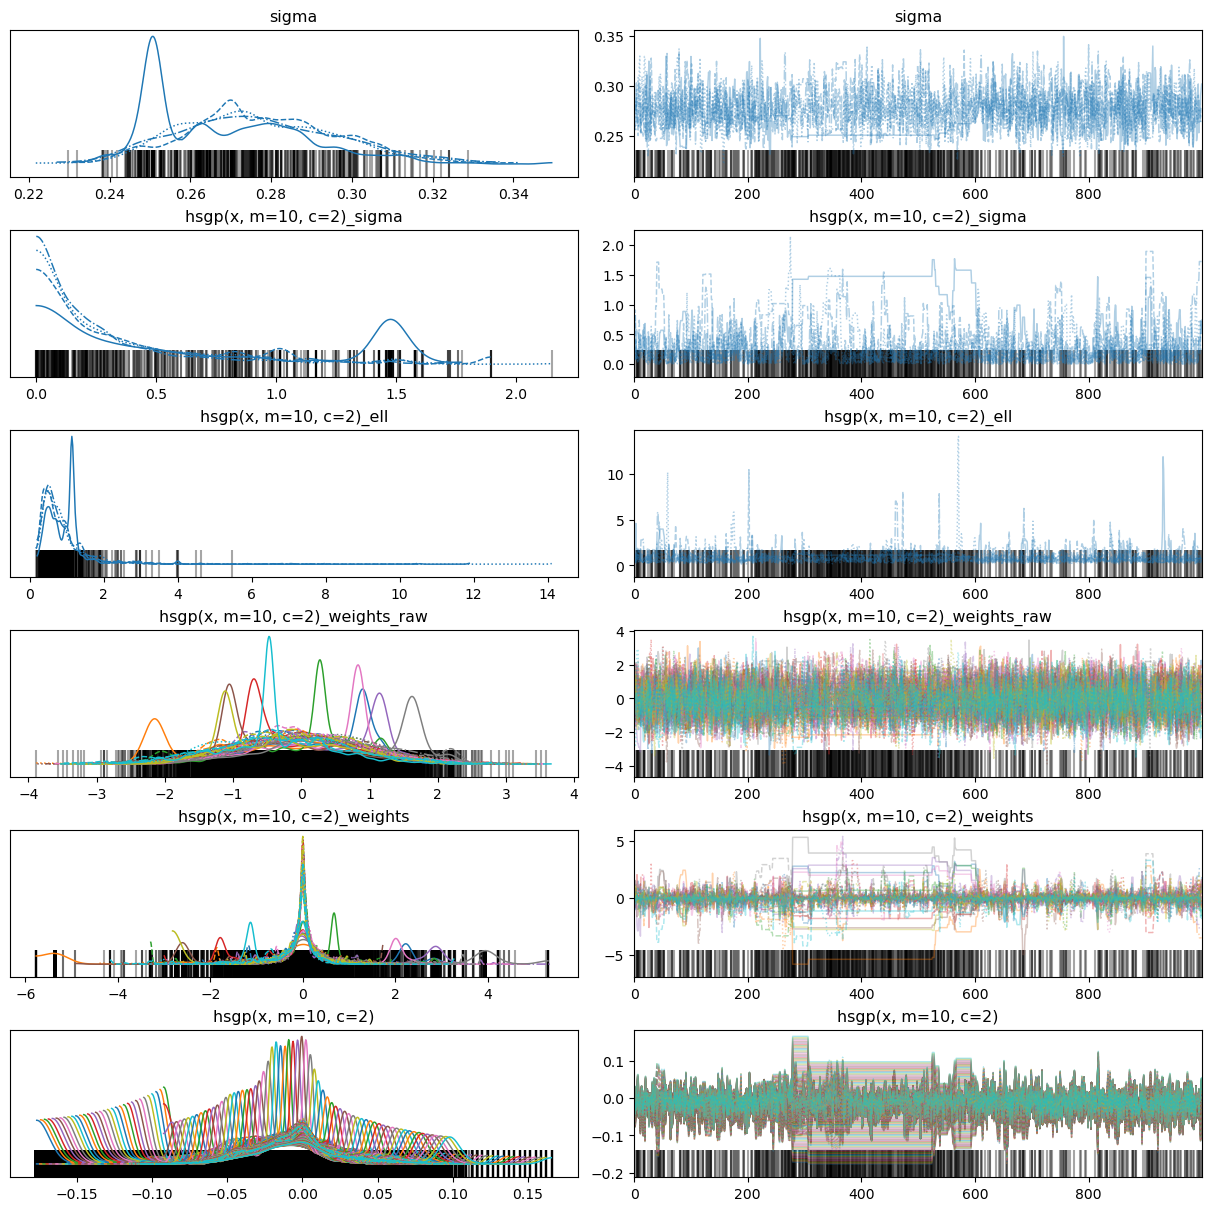 sigma
sigma
0.35
0.30
0.25
0.22 0.24 0.26 0.28 0.30 0.32 0.34
0 200 400 600 800
hsgp(x, m=10, c=2)_sigma
hsgp(x, m=10, c=2)_sigma
2.0
1.5
1.0
0.5
0.0
0.0 0.5 1.0 1.5 2.0
0 200 400 600 800
hsgp(x, m=10, c=2)_ell
hsgp(x, m=10, c=2)_ell
10
5
0
0 2 4 6 8 10 12 14
0 200 400 600 800
hsgp(x, m=10, c=2)_weights_raw
hsgp(x, m=10, c=2)_weights_raw
4
2
0
−2
−4
−4 −3 −2 −1 0 1 2 3 4
0 200 400 600 800
hsgp(x, m=10, c=2)_weights
hsgp(x, m=10, c=2)_weights
5
0
−5
−6 −4 −2 0 2 4
0 200 400 600 800
hsgp(x, m=10, c=2)
hsgp(x, m=10, c=2)
0.1
0.0
−0.1
−0.2
−0.15 −0.10 −0.05 0.00 0.05 0.10 0.15
0 200 400 600 800